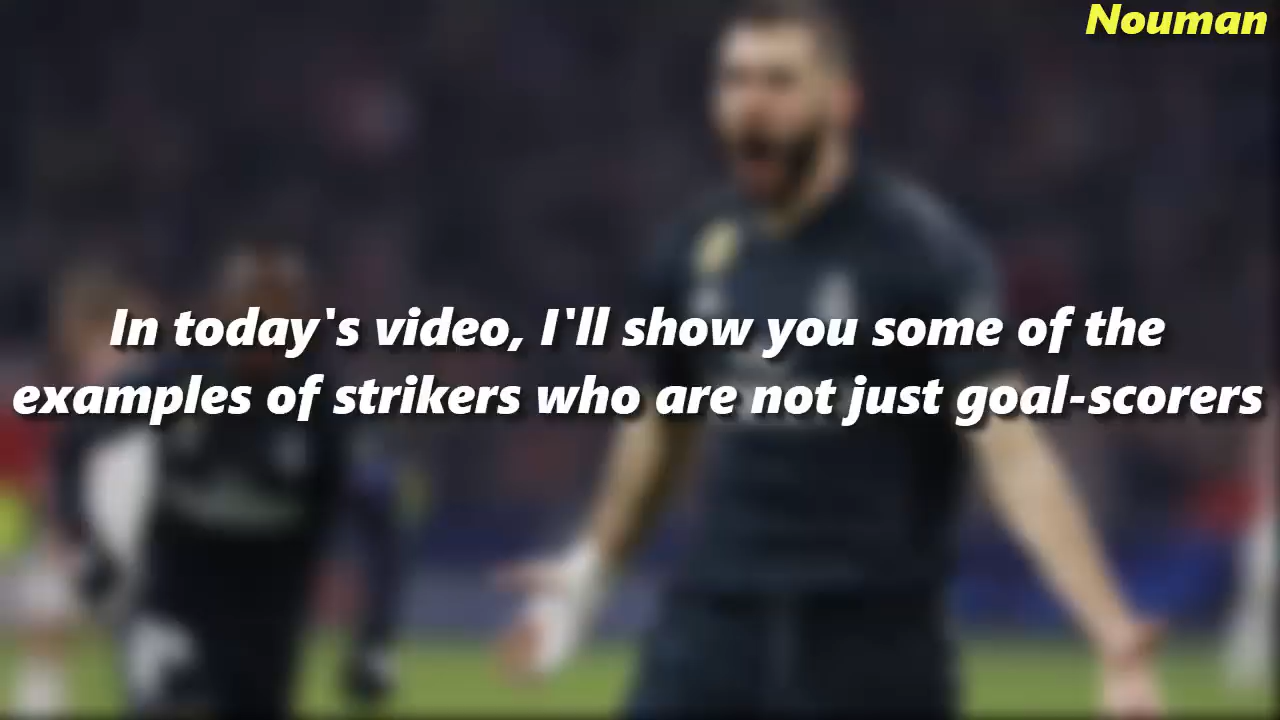 Nouman
In today's video, I'll show you some of the
examples of strikers who are not just goal-scorers